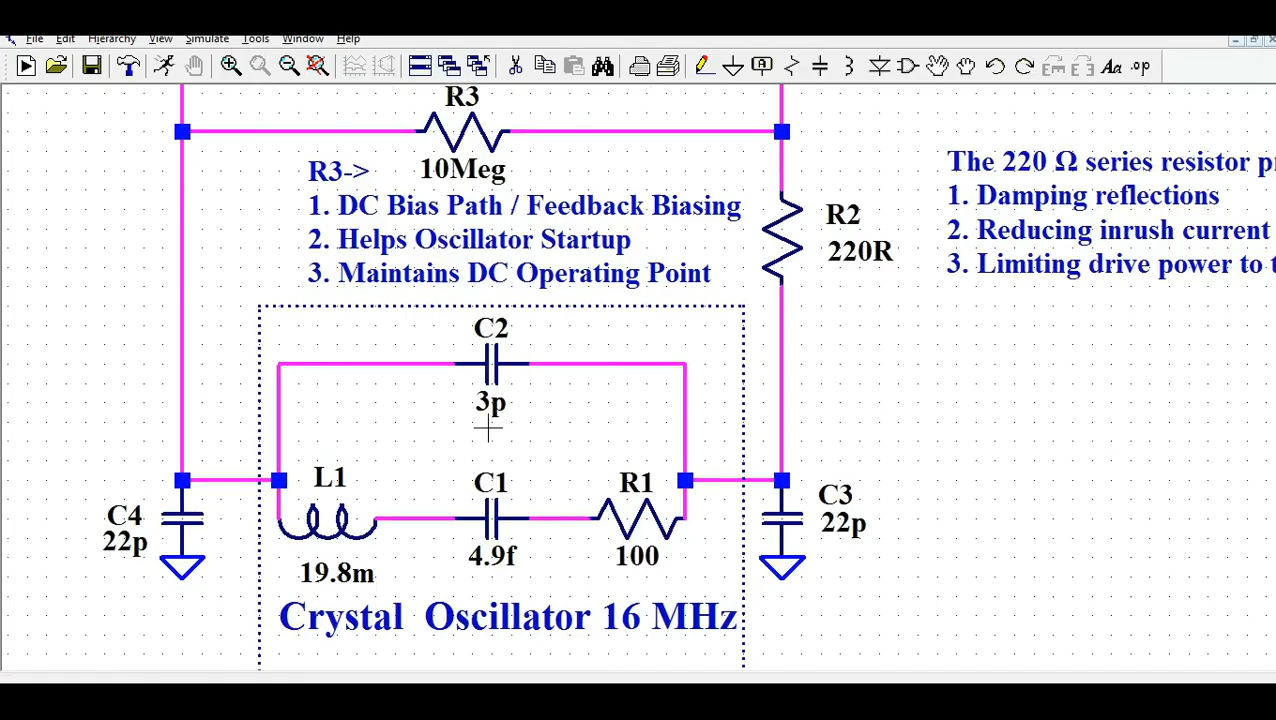 File Edit Hierarchy View Simulate Tools Window Help
Aa .op
R3
10Meg
R3->
1. DC Bias Path / Feedback Biasing
2. Helps Oscillator Startup
3. Maintains DC Operating Point
R2
220R
The 220 Ω series resistor
1. Damping reflections
2. Reducing inrush current
3. Limiting drive power to
C2
3p
L1
19.8m
C1
4.9f
R1
100
C4
22p
C3
22p
Crystal Oscillator 16 MHz